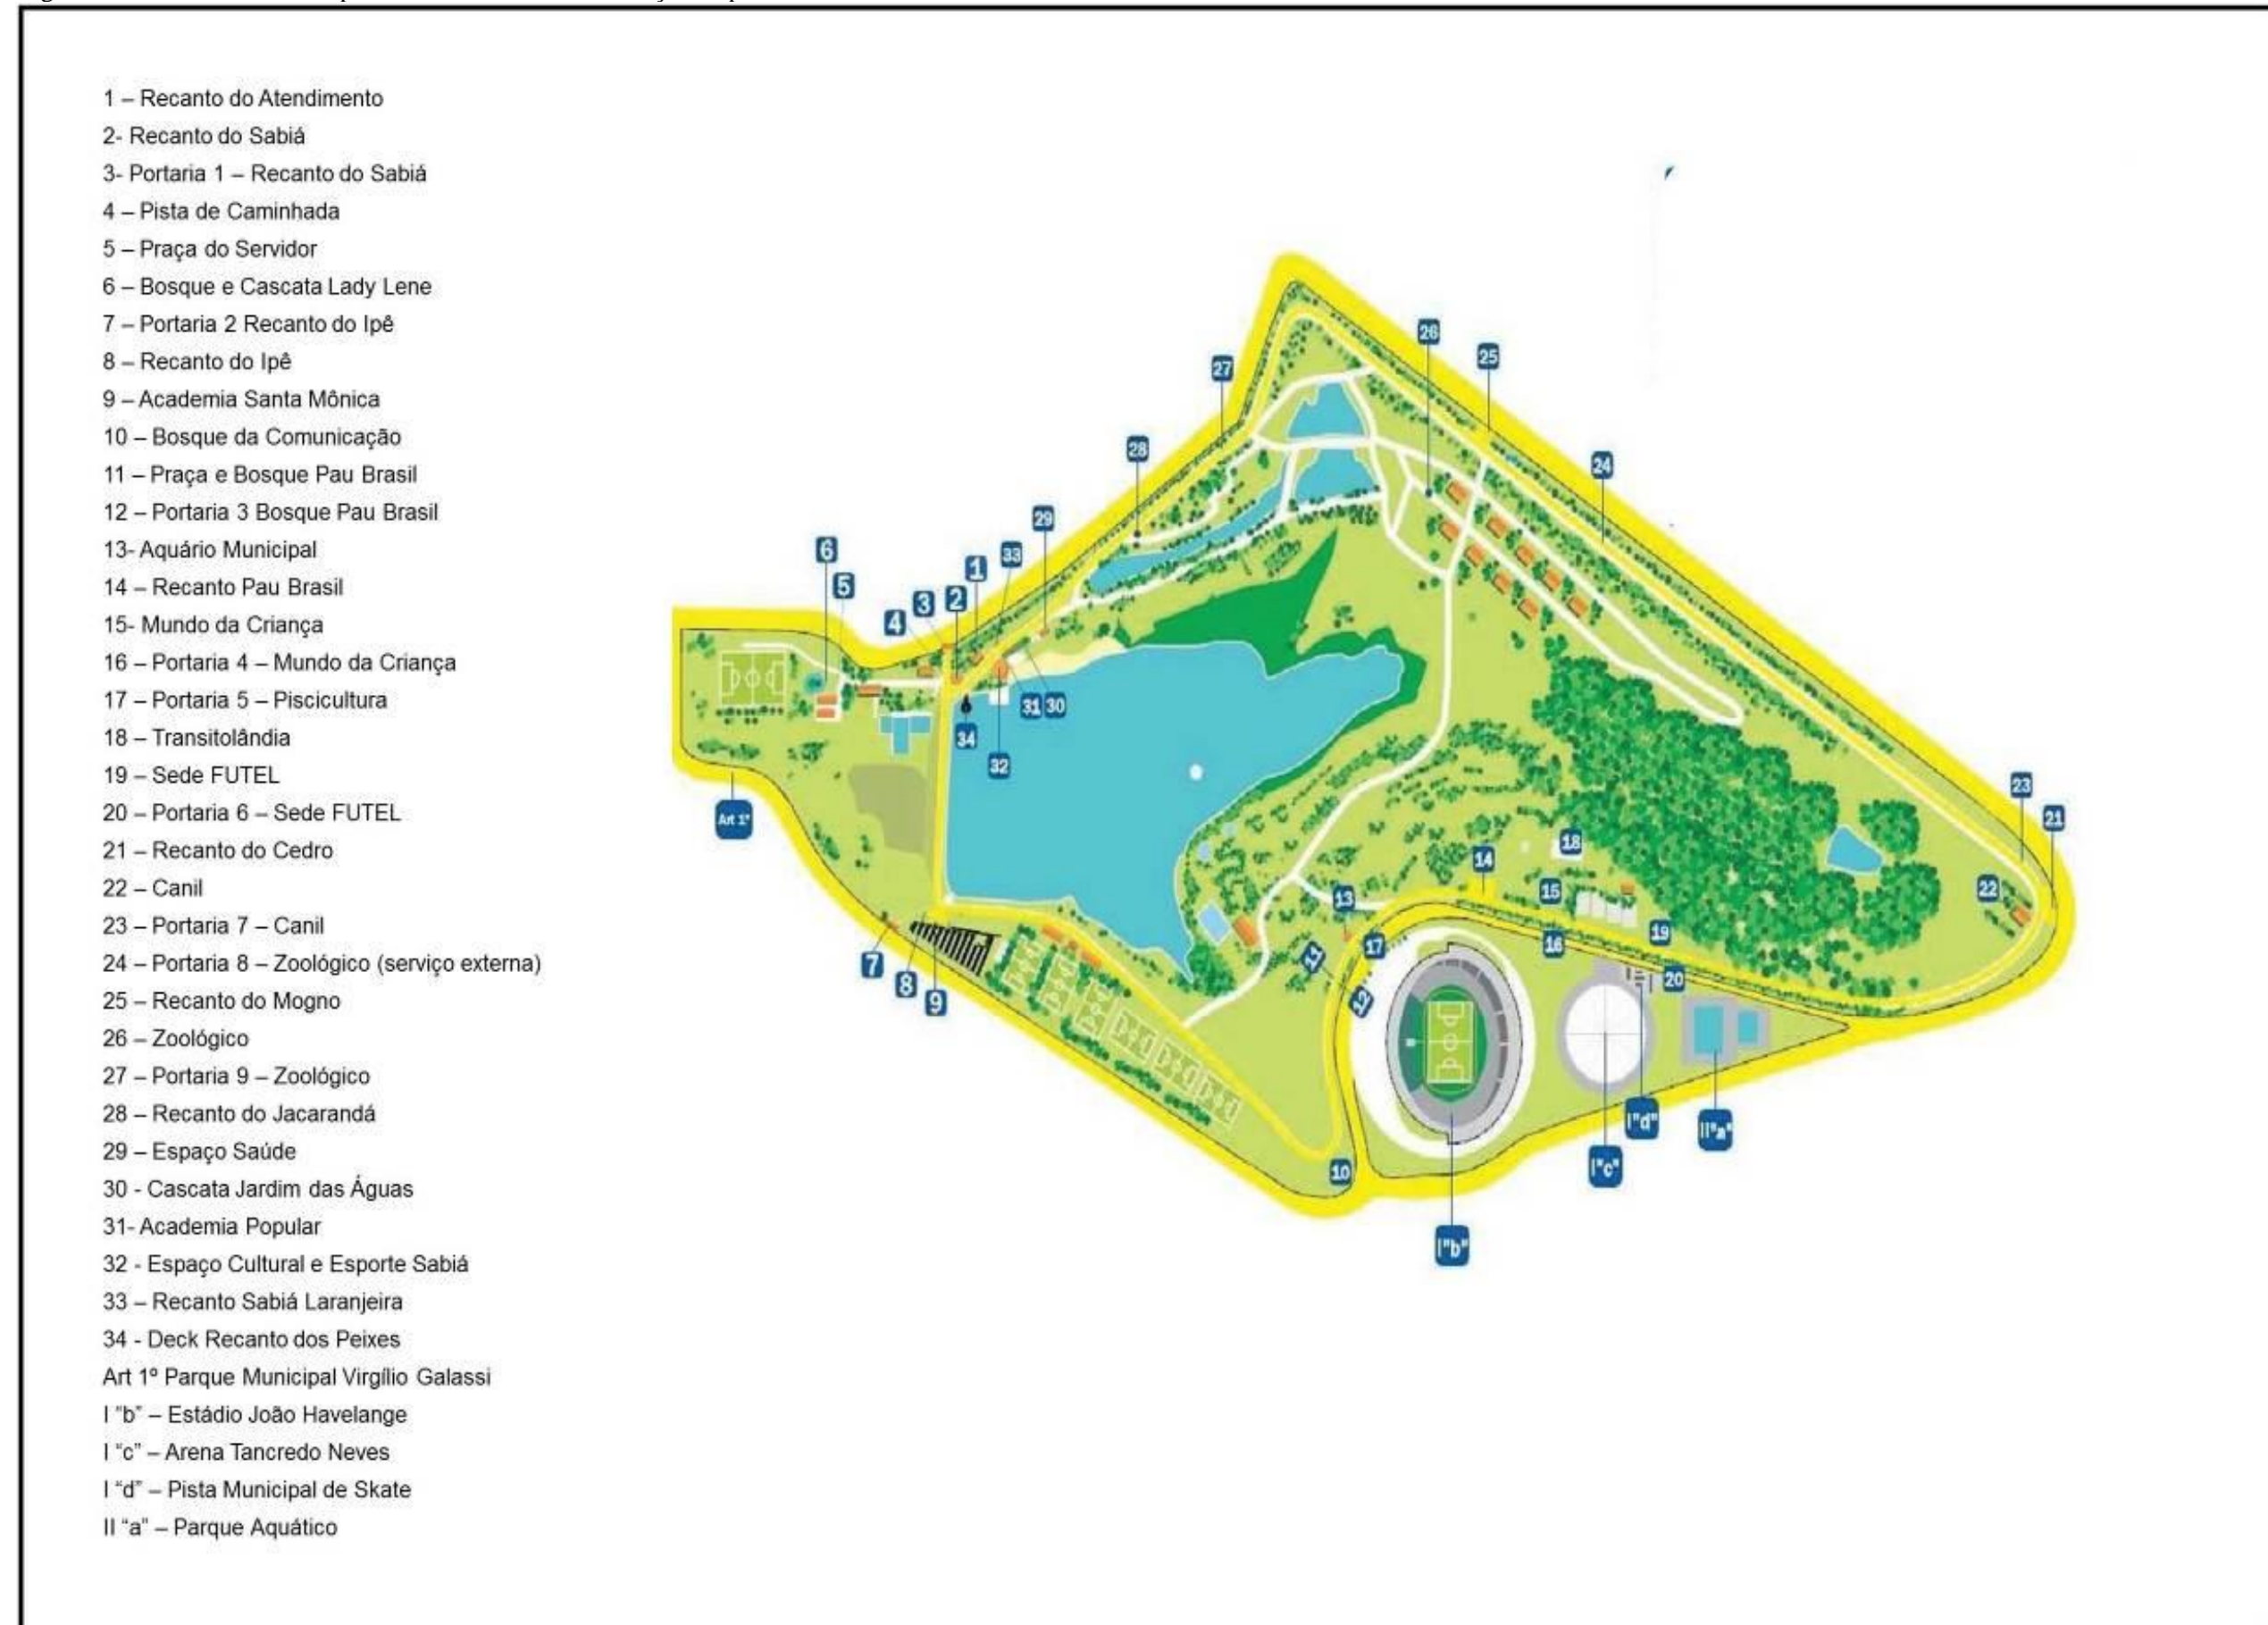 1 – Recanto do Atendimento
2- Recanto do Sabiá
3- Portaria 1 – Recanto do Sabiá
4 – Pista de Caminhada
5 – Praça do Servidor
6 – Bosque e Cascata Lady Lene
7 – Portaria 2 Recanto do Ipê
8 – Recanto do Ipê
9 – Academia Santa Mônica
10 – Bosque da Comunicação
11 – Praça e Bosque Pau Brasil
12 – Portaria 3 Bosque Pau Brasil
13- Aquário Municipal
14 – Recanto Pau Brasil
15- Mundo da Criança
16 – Portaria 4 – Mundo da Criança
17 – Portaria 5 – Piscicultura
18 – Transitolândia
19 – Sede FUTEL
20 – Portaria 6 – Sede FUTEL
21 – Recanto do Cedro
22 – Canil
23 – Portaria 7 – Canil
24 – Portaria 8 – Zoológico (serviço externa)
25 – Recanto do Mogno
26 – Zoológico
27 – Portaria 9 – Zoológico
28 – Recanto do Jacarandá
29 – Espaço Saúde
30 - Cascata Jardim das Águas
31- Academia Popular
32 - Espaço Cultural e Esporte Sabiá
33 – Recanto Sabiá Laranjeira
34 - Deck Recanto dos Peixes
Art 1º Parque Municipal Virgílio Galassi
I “b” – Estádio João Havelange
I “c” – Arena Tancredo Neves
I “d” – Pista Municipal de Skate
II “a” – Parque Aquático
26
25
27
28
24
29
33
6
1
5
2
3
4
31 30
34
32
23
Art 1º
21
18
14
22
15
13
19
17
16
11
7
20
8
12
9
I"d"
II"a"
I"c"
10
I"b"